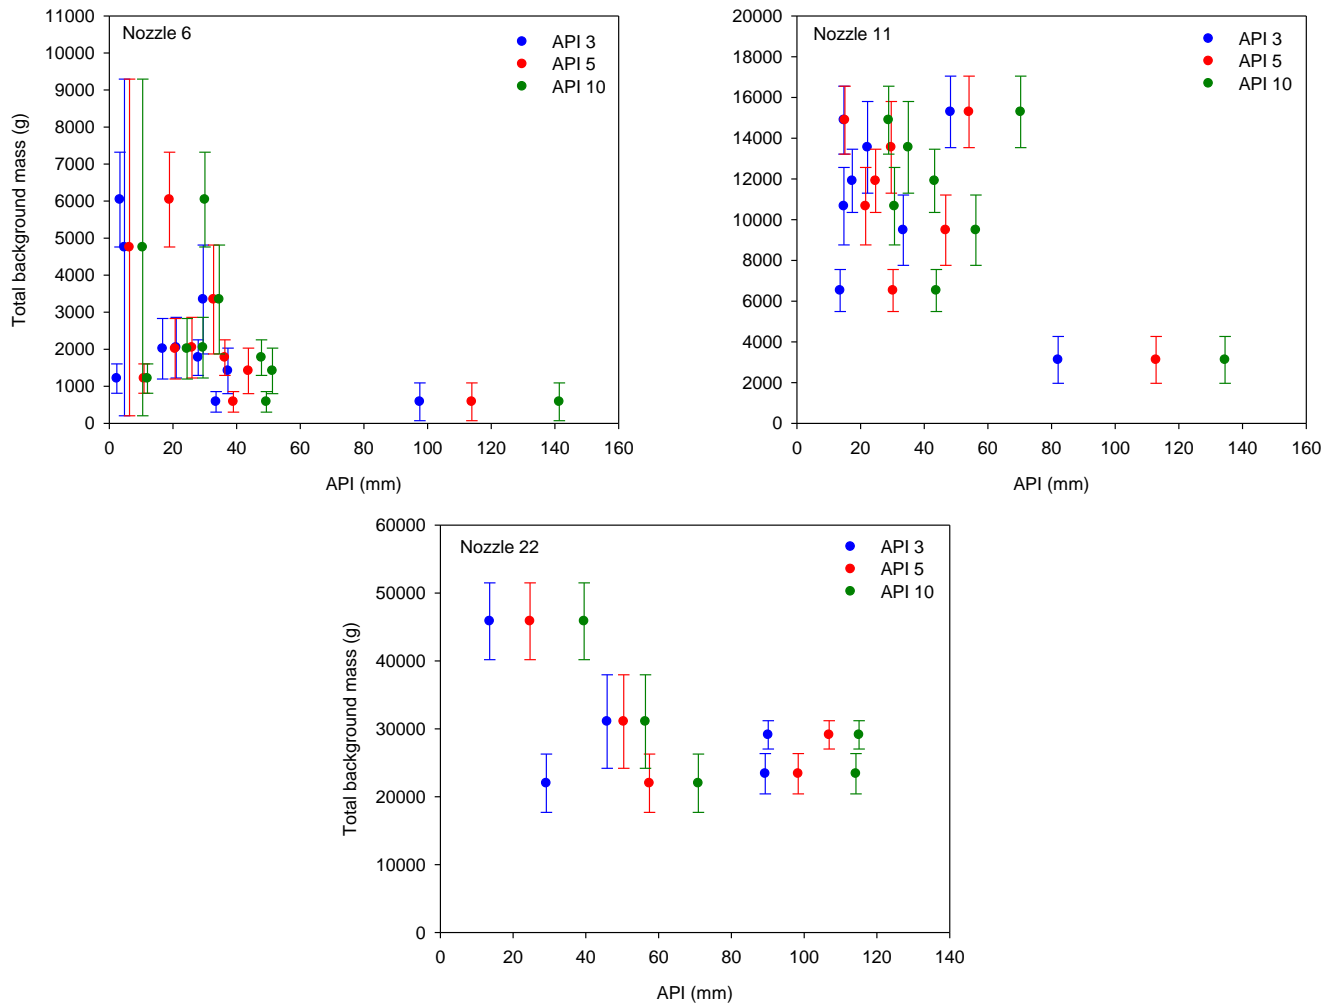 Nozzle 6
API 3
API 5
API 10
11000
10000
9000
8000
7000
6000
5000
4000
3000
2000
1000
0
Total background mass (g)
0 20 40 60 80 100 120 140 160
API (mm)
Nozzle 11
API 3
API 5
API 10
20000
18000
16000
14000
12000
10000
8000
6000
4000
2000
0
0 20 40 60 80 100 120 140 160
API (mm)
Nozzle 22
API 3
API 5
API 10
60000
50000
40000
30000
20000
10000
0
Total background mass (g)
0 20 40 60 80 100 120 140
API (mm)